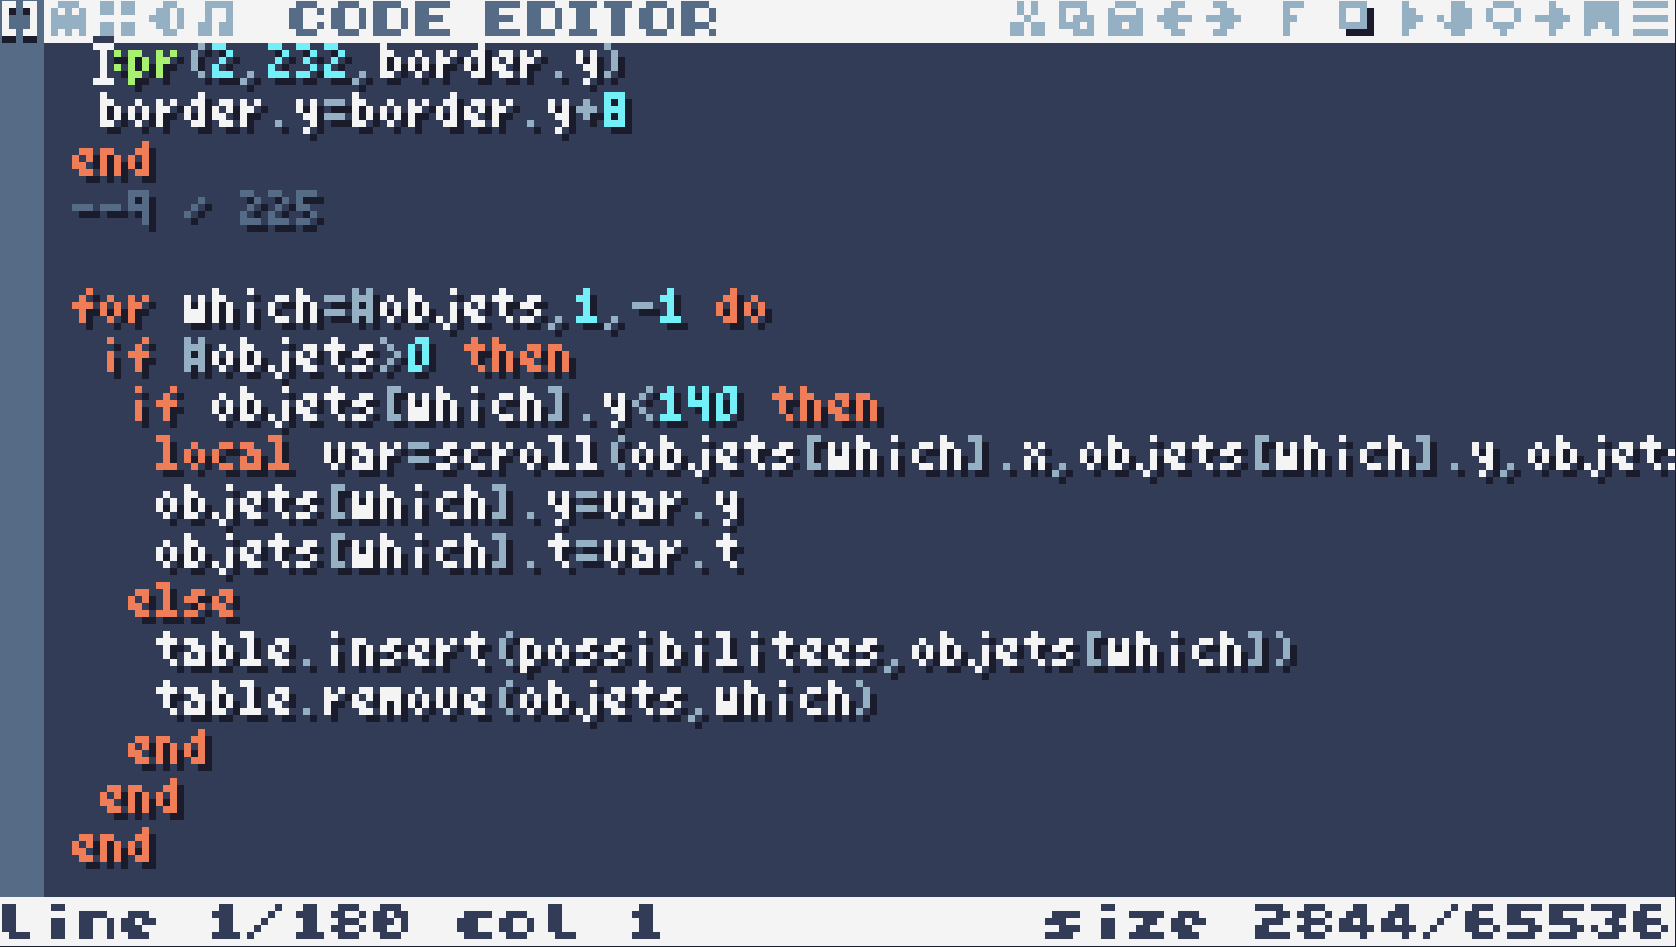 CODE EDITOR F
spr(2,232,border.y)
border.y=border.y+8
end
--9 / 225
for which=#objets,1,-1 do
if #objets>0 then
if objets[which].y<140 then
local var=scroll(objets[which].x,objets[which].y,objets
objets[which].y=var.y
objets[which].t=var.t
else
table.insert(possibilitees,objets[which])
table.remove(objets,which)
end
end
end
line 1/180 col 1 size 2844/65536